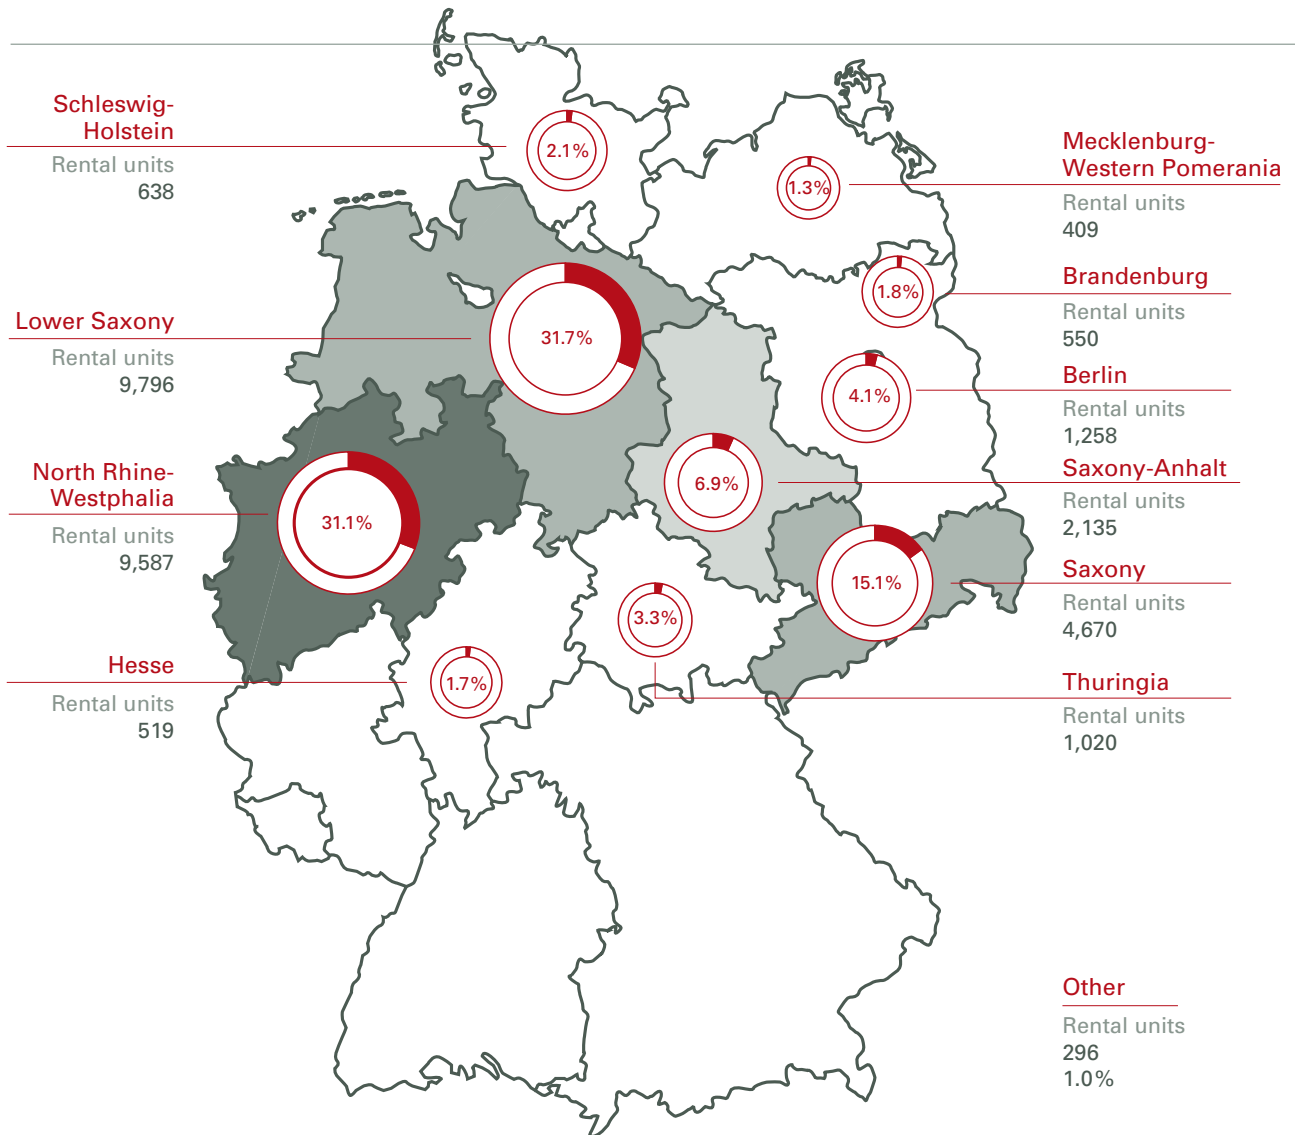 Schleswig-
Holstein
Rental units
638
2.1%
Lower Saxony
Rental units
9,796
31.7%
North Rhine-
Westphalia
Rental units
9,587
31.1%
Hesse
Rental units
519
1.7%
Mecklenburg-
Western Pomerania
Rental units
409
1.3%
Brandenburg
Rental units
550
1.8%
Berlin
Rental units
1,258
4.1%
Saxony-Anhalt
Rental units
2,135
6.9%
Saxony
Rental units
4,670
15.1%
Thuringia
Rental units
1,020
3.3%
Other
Rental units
296
1.0%